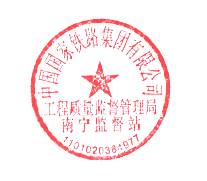 中国国家铁路集团有限公司
工程质量监督管理局
南宁监督站
1101020384977